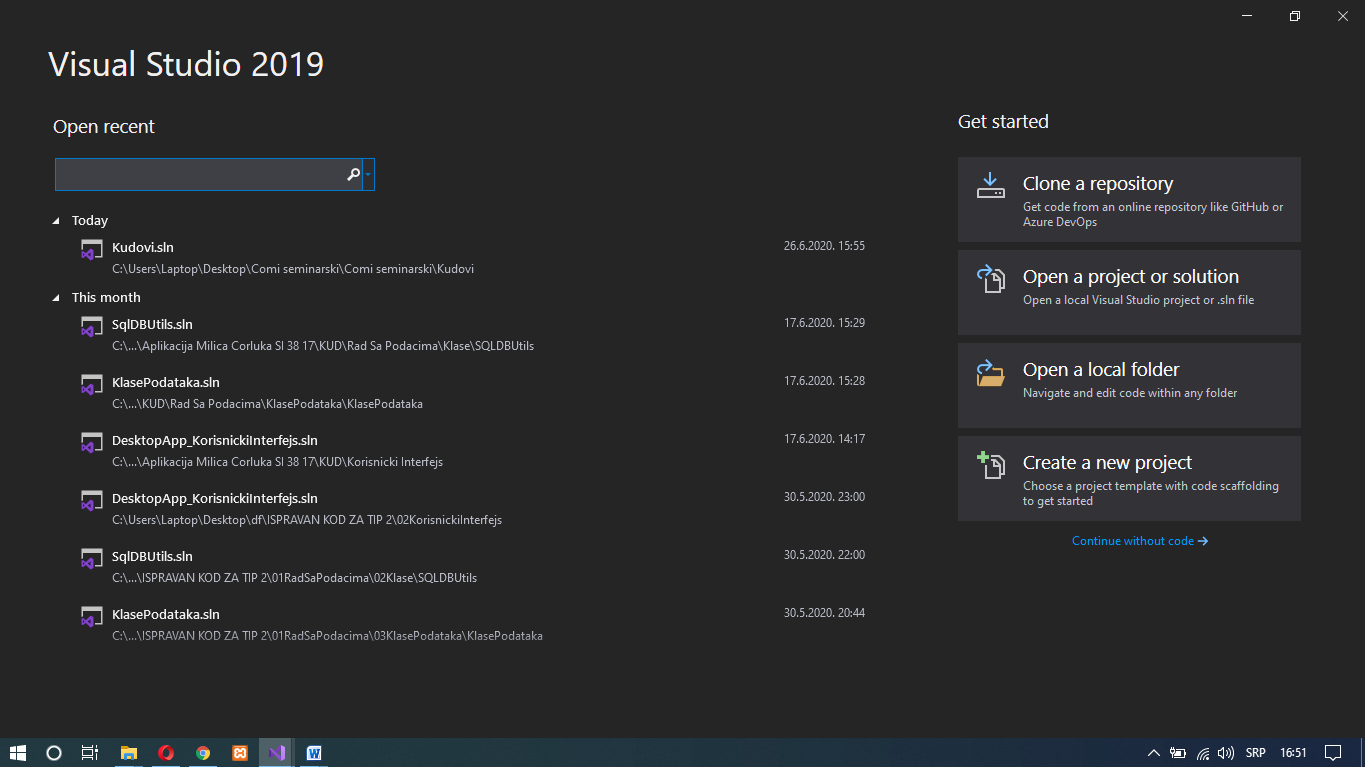 Visual Studio 2019
Open recent
Today
Kudovi.sln
26.6.2020. 15:55
C:\Users\Laptop\Desktop\Comi seminarski\Comi seminarski\Kudovi
This month
SqlDBUtils.sln
17.6.2020. 15:29
C:\...\Aplikacija Milica Corluka SI 38 17\KUD\Rad Sa Podacima\Klase\SQLDBUtils
KlasePodataka.sln
17.6.2020. 15:28
C:\...\KUD\Rad Sa Podacima\KlasePodataka\KlasePodataka
DesktopApp_KorisnickiInterfejs.sln
17.6.2020. 14:17
C:\...\Aplikacija Milica Corluka SI 38 17\KUD\Korisnicki Interfejs
DesktopApp_KorisnickiInterfejs.sln
30.5.2020. 23:00
C:\Users\Laptop\Desktop\df\ISPRAVAN KOD ZA TIP 2\02KorisnickiInterfejs
SqlDBUtils.sln
30.5.2020. 22:00
C:\...\ISPRAVAN KOD ZA TIP 2\01RadSaPodacima\02Klase\SQLDBUtils
KlasePodataka.sln
30.5.2020. 20:44
C:\...\ISPRAVAN KOD ZA TIP 2\01RadSaPodacima\03KlasePodataka\KlasePodataka
Get started
Clone a repository
Get code from an online repository like GitHub or
Azure DevOps
Open a project or solution
Open a local Visual Studio project or .sln file
Open a local folder
Navigate and edit code within any folder
Create a new project
Choose a project template with code scaffolding
to get started
Continue without code →
SRP
16:51